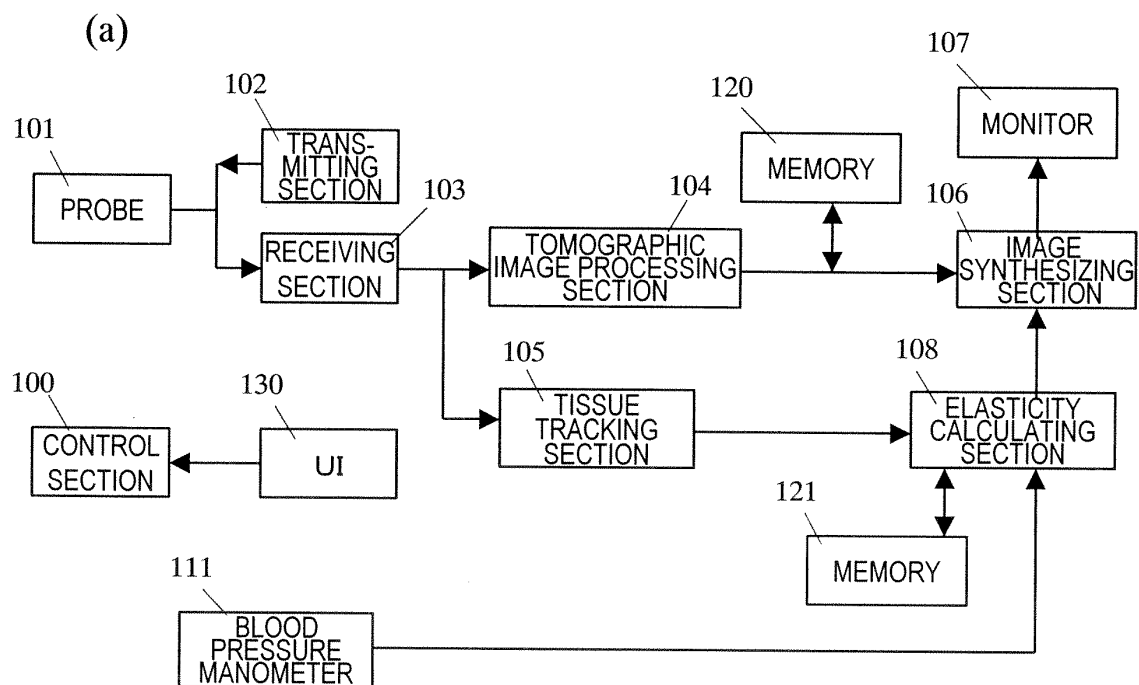 (a)
107
102
120
TRANS-
MITTING
SECTION
MONITOR
101
MEMORY
PROBE
103
104
106
RECEIVING
SECTION
TOMOGRAPHIC
IMAGE PROCESSING
SECTION
IMAGE
SYNTHESIZING
SECTION
105
108
100
130
TISSUE
TRACKING
SECTION
ELASTICITY
CALCULATING
SECTION
CONTROL
SECTION
UI
121
MEMORY
111
BLOOD
PRESSURE
MANOMETER